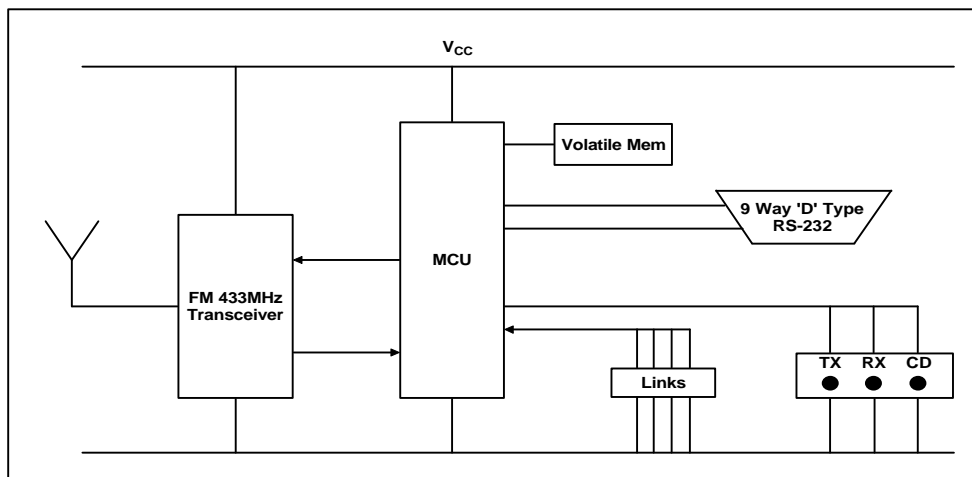 VCC
Volatile Mem
9 Way 'D' Type
RS-232
MCU
FM 433MHz
Transceiver
TX RX CD
Links